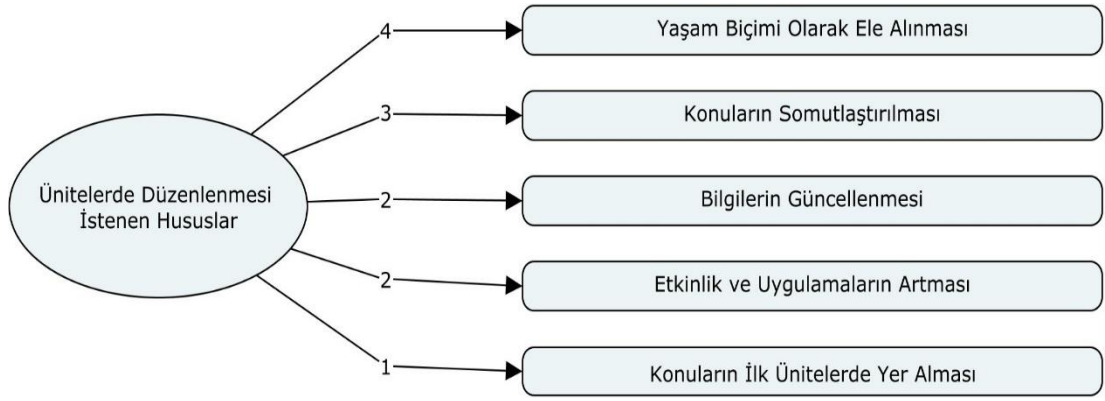 Ünitelerde Düzenlenmesi
İstenen Hususlar
4
Yaşam Biçimi Olarak Ele Alınması
3
Konuların Somutlaştırılması
2
Bilgilerin Güncellenmesi
2
Etkinlik ve Uygulamaların Artması
1
Konuların İlk Ünitelerde Yer Alması